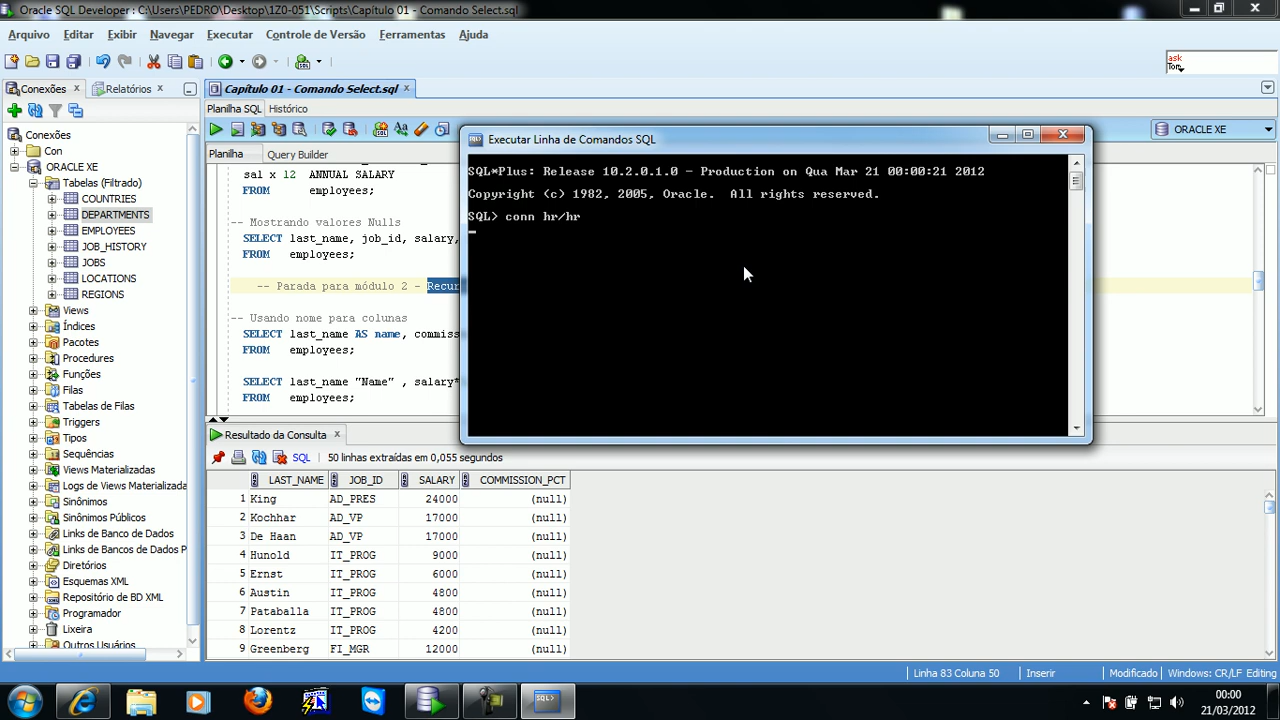 Oracle SQL Developer : C:\Users\PEDRO\Desktop\1Z0-051\Scripts\Capítulo 01 - Comando Select.sql
Arquivo Editar Exibir Navegar Executar Controle de Versão Ferramentas Ajuda
ask
Tom
Conexões
Relatórios
Capítulo 01 - Comando Select.sql
Planilha SQL Histórico
ORACLE XE
Planilha Query Builder
Conexões
Con
ORACLE XE
Tabelas (Filtrado)
COUNTRIES
DEPARTMENTS
EMPLOYEES
JOB_HISTORY
JOBS
LOCATIONS
REGIONS
Views
Índices
Pacotes
Procedures
Funções
Filas
Tabelas de Filas
Triggers
Tipos
Sequências
Views Materializadas
Logs de Views Materializada
Sinônimos
Sinônimos Públicos
Links de Banco de Dados
Links de Bancos de Dados P
Diretórios
Esquemas XML
Repositório de BD XML
Programador
Lixeira
Outros Usuários
sal x 12 ANNUAL SALARY
FROM employees;
-- Mostrando valores Nulls
SELECT last_name, job_id, salary,
FROM employees;
-- Parada para módulo 2 - Recur
-- Usando nome para colunas
SELECT last_name AS name, commiss
FROM employees;
SELECT last_name "Name" , salary*
FROM employees;
Executar Linha de Comandos SQL
SQL*Plus: Release 10.2.0.1.0 - Production on Qua Mar 21 00:00:21 2012
Copyright (c) 1982, 2005, Oracle. All rights reserved.
SQL> conn hr/hr
Resultado da Consulta
SQL 50 linhas extraídas em 0,055 segundos
LAST_NAME JOB_ID SALARY COMMISSION_PCT
1 King AD_PRES 24000 (null)
2 Kochhar AD_VP 17000 (null)
3 De Haan AD_VP 17000 (null)
4 Hunold IT_PROG 9000 (null)
5 Ernst IT_PROG 6000 (null)
6 Austin IT_PROG 4800 (null)
7 Pataballa IT_PROG 4800 (null)
8 Lorentz IT_PROG 4200 (null)
9 Greenberg FI_MGR 12000 (null)
Linha 83 Coluna 50 Inserir Modificado Windows: CR/LF Editing
SQL>
00:00
21/03/2012